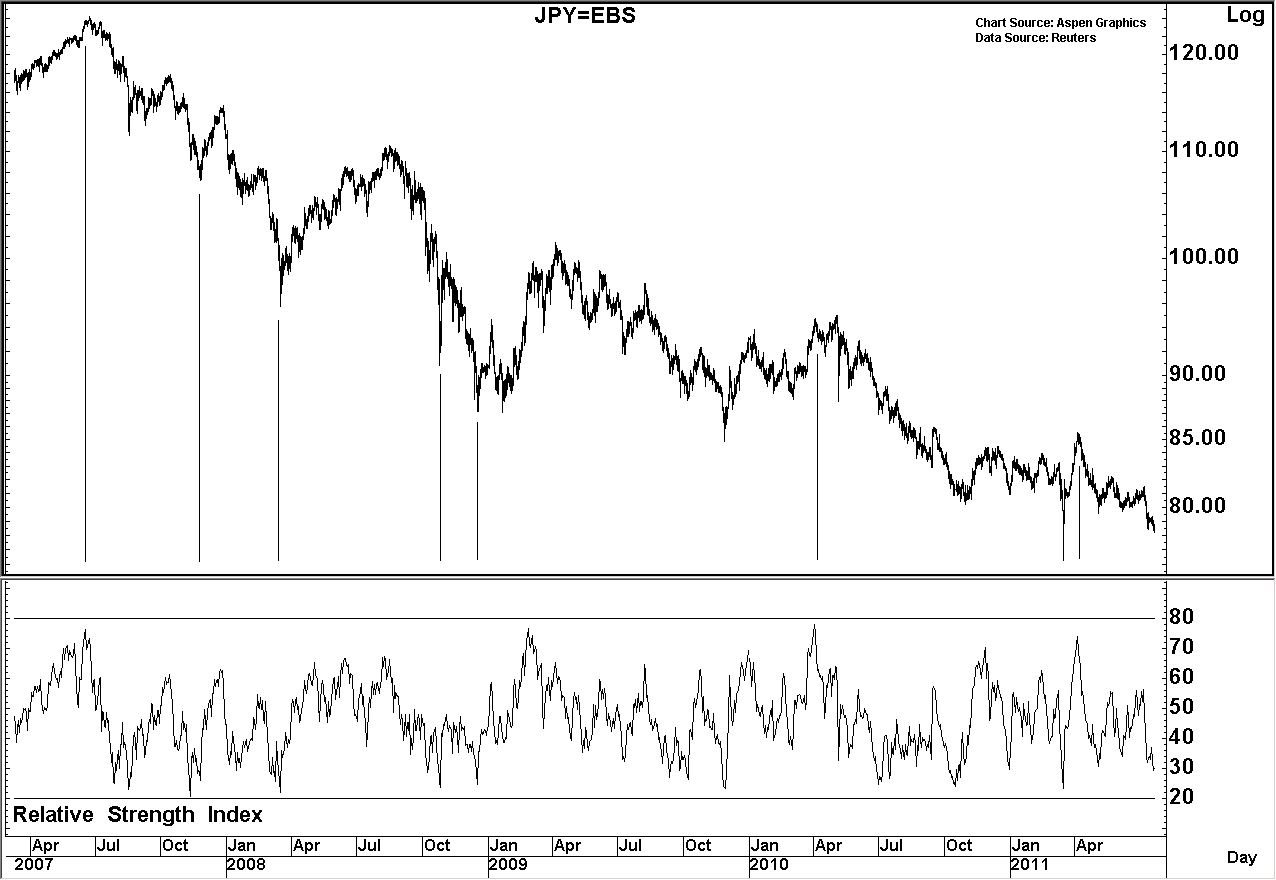 JPY=EBS
Log
Chart Source: Aspen Graphics
Data Source: Reuters
120.00
110.00
100.00
90.00
85.00
80.00
80
70
60
50
40
30
20
Relative Strength Index
Apr Jul Oct Jan Apr Jul Oct Jan Apr Jul Oct Jan Apr Jul Oct Jan Apr
2007 2008 2009 2010 2011
Day